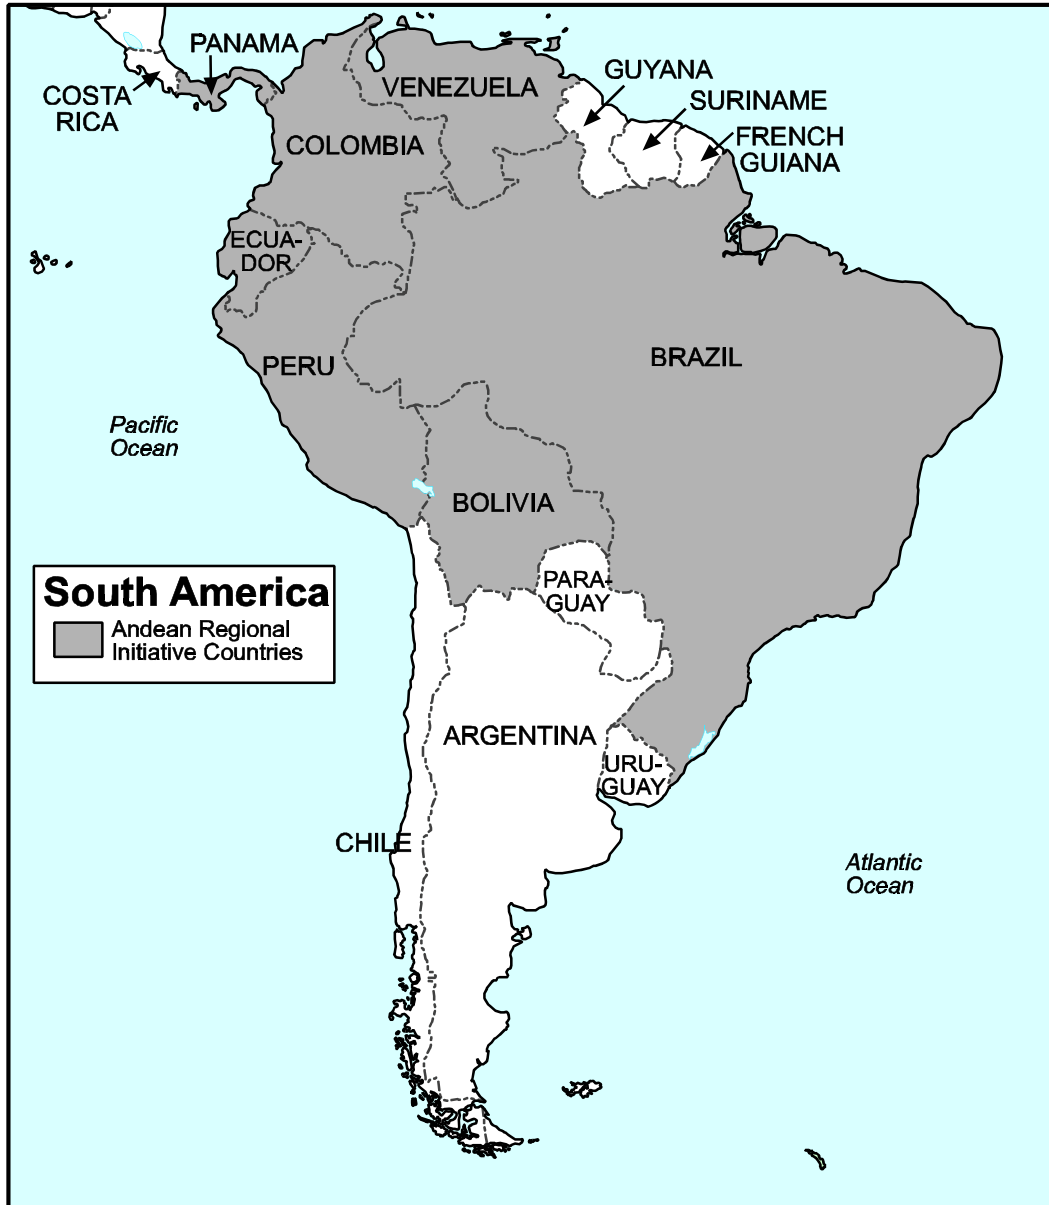 PANAMA
COSTA
RICA
VENEZUELA
GUYANA
SURINAME
FRENCH
GUIANA
COLOMBIA
ECUA-
DOR
PERU
BRAZIL
Pacific
Ocean
BOLIVIA
PARA-
GUAY
South America
Andean Regional
Initiative Countries
ARGENTINA
URU-
GUAY
CHILE
Atlantic
Ocean